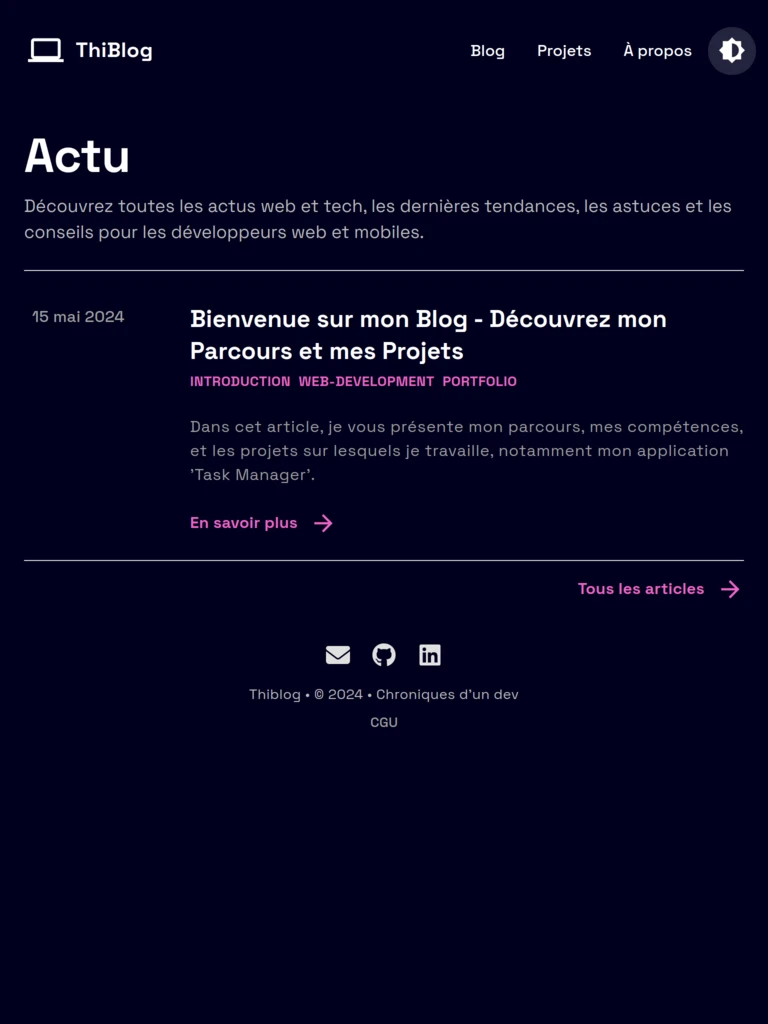 ThiBlog
Blog
Projets
À propos
Actu
Découvrez toutes les actus web et tech, les dernières tendances, les astuces et les
conseils pour les développeurs web et mobiles.
15 mai 2024
Bienvenue sur mon Blog - Découvrez mon
Parcours et mes Projets
INTRODUCTION WEB-DEVELOPMENT PORTFOLIO
Dans cet article, je vous présente mon parcours, mes compétences,
et les projets sur lesquels je travaille, notamment mon application
'Task Manager'.
En savoir plus
Tous les articles
Thiblog • © 2024 • Chroniques d'un dev
CGU